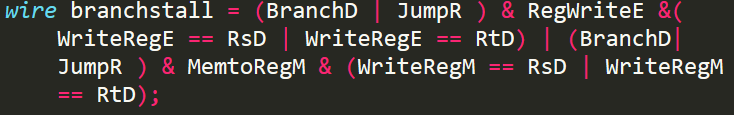 wire branchstall = (BranchD | JumpR ) & RegWriteE &(
WriteRegE == RsD | WriteRegE == RtD) | (BranchD|
JumpR ) & MemtoRegM & (WriteRegM == RsD | WriteRegM
== RtD);